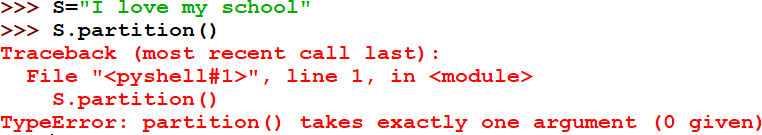 >>> S="I love my school"
>>> S.partition()
Traceback (most recent call last):
  File "<pyshell#1>", line 1, in <module>
    S.partition()
TypeError: partition() takes exactly one argument (0 given)